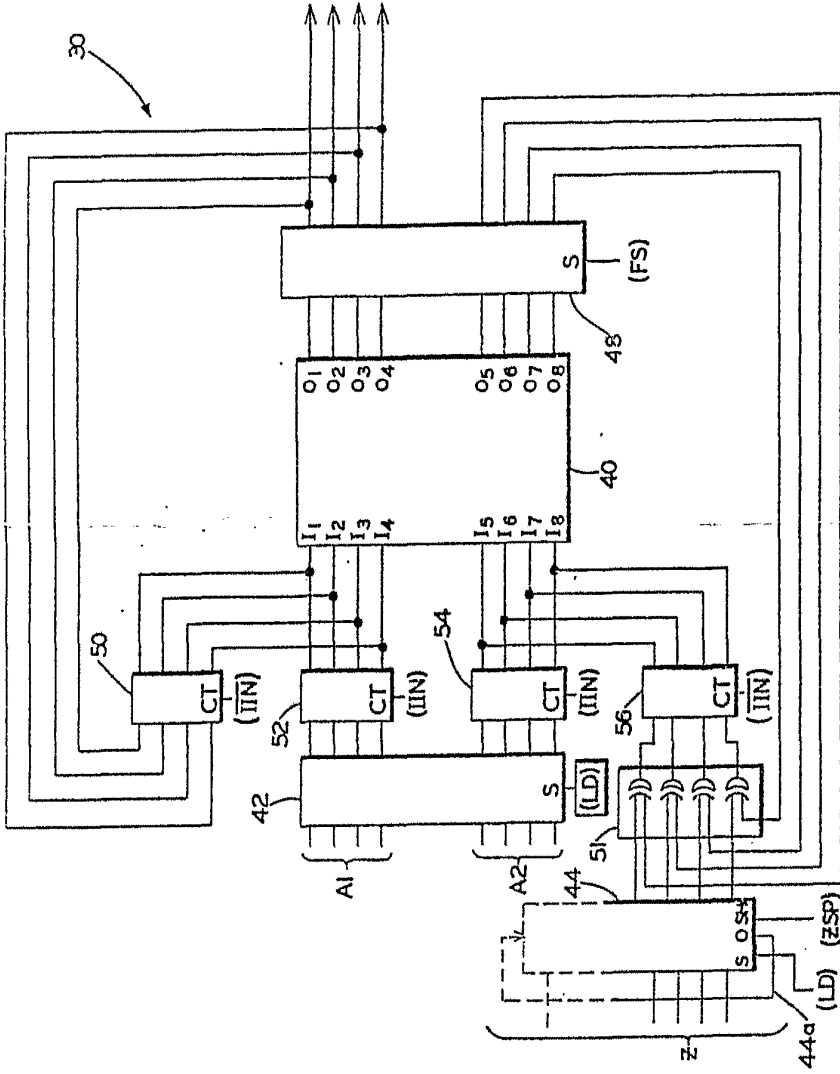 30
50
CT
(I̅I̅N̅)
52
CT
(IIN)
54
CT
(IIN)
56
CT
(I̅I̅N̅)
42
S
(LD)
A1
A2
51
44
S O SH
(LD)
(ZSP)
44a
Z
I1
I2
I3
I4
I5
I6
I7
I8
O1
O2
O3
O4
O5
O6
O7
O8
40
S
(FS)
48